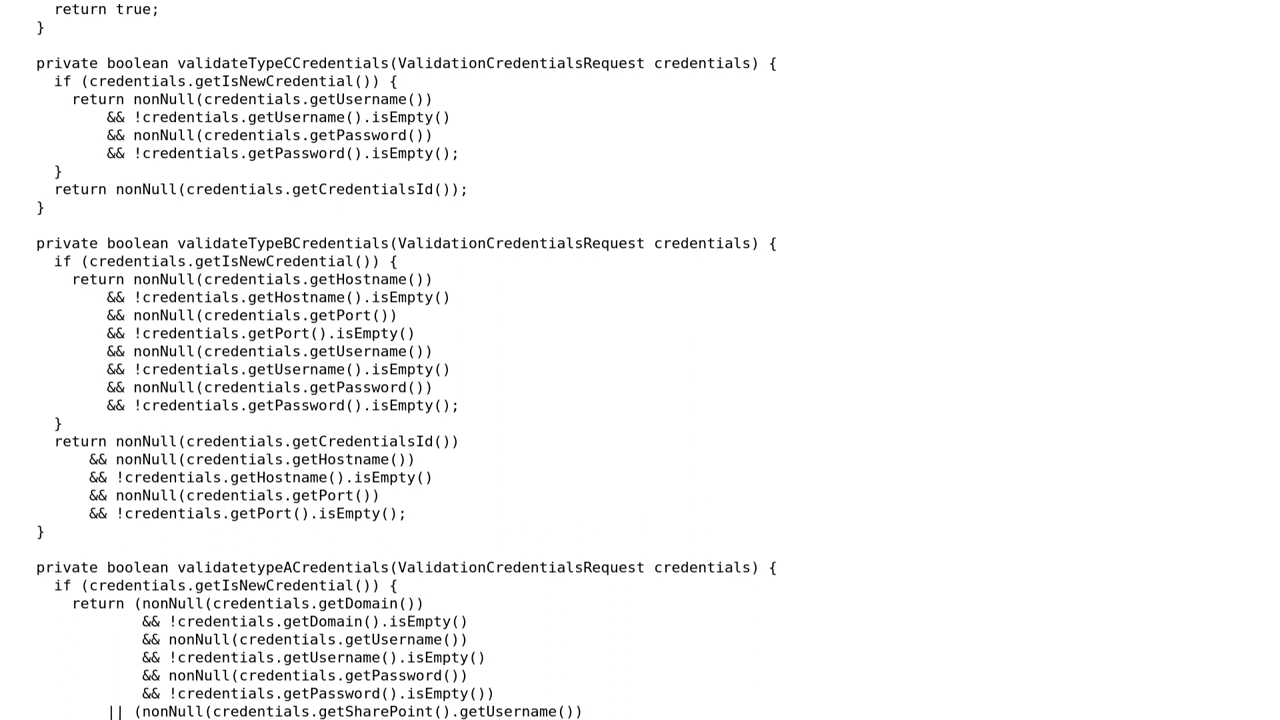 return true;
}
private boolean validateTypeCCredentials(ValidationCredentialsRequest credentials) {
if (credentials.getIsNewCredential()) {
return nonNull(credentials.getUsername())
&& !credentials.getUsername().isEmpty()
&& nonNull(credentials.getPassword())
&& !credentials.getPassword().isEmpty();
}
return nonNull(credentials.getCredentialsId());
}
private boolean validateTypeBCredentials(ValidationCredentialsRequest credentials) {
if (credentials.getIsNewCredential()) {
return nonNull(credentials.getHostname())
&& !credentials.getHostname().isEmpty()
&& nonNull(credentials.getPort())
&& !credentials.getPort().isEmpty()
&& nonNull(credentials.getUsername())
&& !credentials.getUsername().isEmpty()
&& nonNull(credentials.getPassword())
&& !credentials.getPassword().isEmpty();
}
return nonNull(credentials.getCredentialsId())
&& nonNull(credentials.getHostname())
&& !credentials.getHostname().isEmpty()
&& nonNull(credentials.getPort())
&& !credentials.getPort().isEmpty();
}
private boolean validatetypeACredentials(ValidationCredentialsRequest credentials) {
if (credentials.getIsNewCredential()) {
return (nonNull(credentials.getDomain())
&& !credentials.getDomain().isEmpty()
&& nonNull(credentials.getUsername())
&& !credentials.getUsername().isEmpty()
&& nonNull(credentials.getPassword())
&& !credentials.getPassword().isEmpty())
|| (nonNull(credentials.getSharePoint().getUsername())